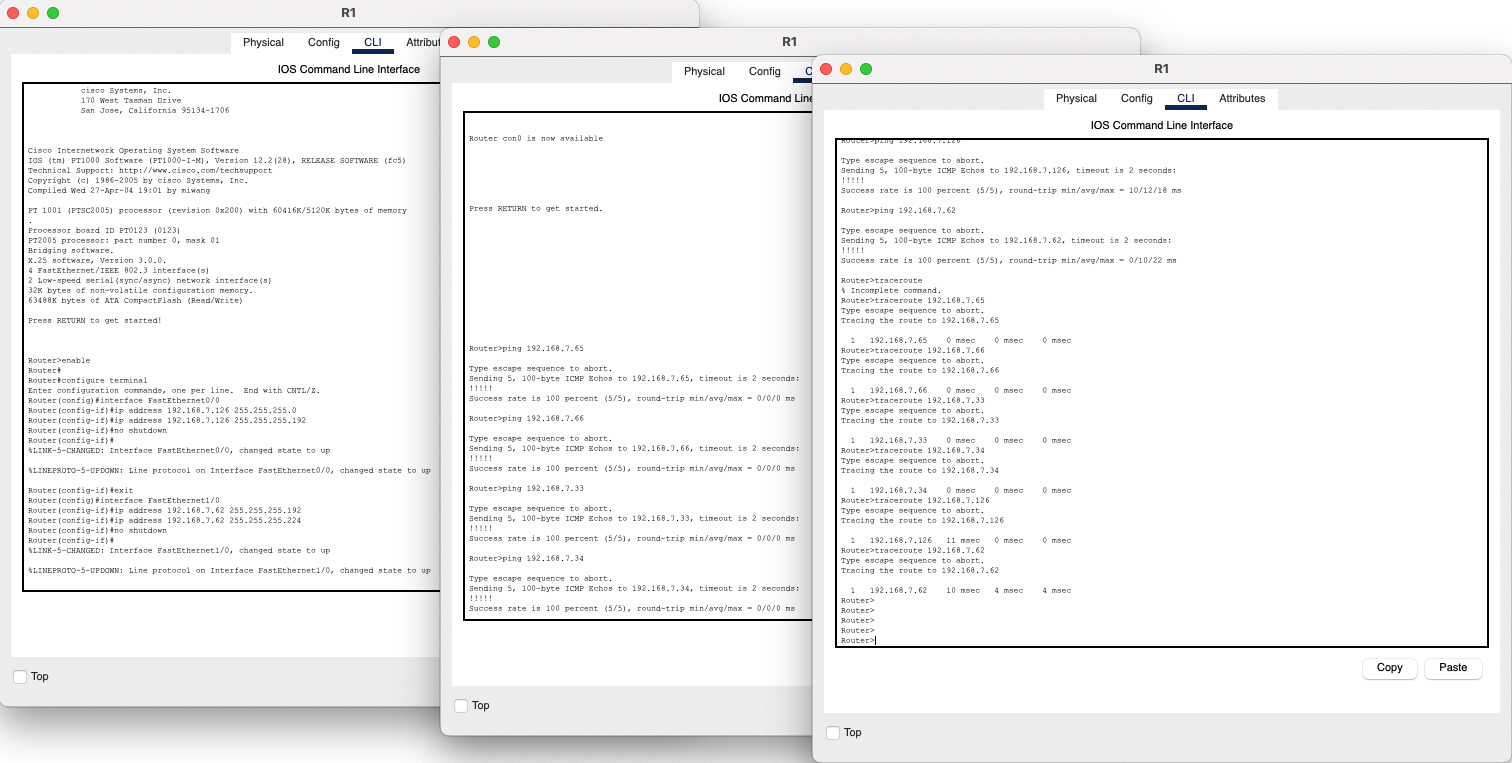 R1
Physical Config CLI Attribut
IOS Command Line Interface
cisco Systems, Inc.
170 West Tasman Drive
San Jose, California 95134-1706
Cisco Internetwork Operating System Software
IOS (tm) PT1000 Software (PT1000-I-M), Version 12.2(28), RELEASE SOFTWARE (fc5)
Technical Support: http://www.cisco.com/techsupport
Copyright (c) 1986-2005 by cisco Systems, Inc.
Compiled Wed 27-Apr-04 19:01 by miwang
PT 1001 (PTSC2005) processor (revision 0x200) with 60416K/5120K bytes of memory
.
Processor board ID PT0123 (0123)
PT2005 processor: part number 0, mask 01
Bridging software.
X.25 software, Version 3.0.0.
4 FastEthernet/IEEE 802.3 interface(s)
2 Low-speed serial(sync/async) network interface(s)
32K bytes of non-volatile configuration memory.
63488K bytes of ATA CompactFlash (Read/Write)
Press RETURN to get started!
Router>enable
Router#
Router#configure terminal
Enter configuration commands, one per line.  End with CNTL/Z.
Router(config)#interface FastEthernet0/0
Router(config-if)#ip address 192.168.7.126 255.255.255.0
Router(config-if)#ip address 192.168.7.126 255.255.255.192
Router(config-if)#no shutdown
Router(config-if)#
%LINK-5-CHANGED: Interface FastEthernet0/0, changed state to up
%LINEPROTO-5-UPDOWN: Line protocol on Interface FastEthernet0/0, changed state to up
Router(config-if)#exit
Router(config)#interface FastEthernet1/0
Router(config-if)#ip address 192.168.7.62 255.255.255.192
Router(config-if)#ip address 192.168.7.62 255.255.255.224
Router(config-if)#no shutdown
Router(config-if)#
%LINK-5-CHANGED: Interface FastEthernet1/0, changed state to up
%LINEPROTO-5-UPDOWN: Line protocol on Interface FastEthernet1/0, changed state to up
Top
R1
Physical Config C
IOS Command Line
Router con0 is now available
Press RETURN to get started.
Router>ping 192.168.7.65
Type escape sequence to abort.
Sending 5, 100-byte ICMP Echos to 192.168.7.65, timeout is 2 seconds:
!!!!!
Success rate is 100 percent (5/5), round-trip min/avg/max = 0/0/0 ms
Router>ping 192.168.7.66
Type escape sequence to abort.
Sending 5, 100-byte ICMP Echos to 192.168.7.66, timeout is 2 seconds:
!!!!!
Success rate is 100 percent (5/5), round-trip min/avg/max = 0/0/0 ms
Router>ping 192.168.7.33
Type escape sequence to abort.
Sending 5, 100-byte ICMP Echos to 192.168.7.33, timeout is 2 seconds:
!!!!!
Success rate is 100 percent (5/5), round-trip min/avg/max = 0/0/0 ms
Router>ping 192.168.7.34
Type escape sequence to abort.
Sending 5, 100-byte ICMP Echos to 192.168.7.34, timeout is 2 seconds:
!!!!!
Success rate is 100 percent (5/5), round-trip min/avg/max = 0/0/0 ms
Top
R1
Physical Config CLI Attributes
IOS Command Line Interface
Router>ping 192.168.7.126
Type escape sequence to abort.
Sending 5, 100-byte ICMP Echos to 192.168.7.126, timeout is 2 seconds:
!!!!!
Success rate is 100 percent (5/5), round-trip min/avg/max = 10/12/18 ms
Router>ping 192.168.7.62
Type escape sequence to abort.
Sending 5, 100-byte ICMP Echos to 192.168.7.62, timeout is 2 seconds:
!!!!!
Success rate is 100 percent (5/5), round-trip min/avg/max = 0/10/22 ms
Router>traceroute
% Incomplete command.
Router>traceroute 192.168.7.65
Type escape sequence to abort.
Tracing the route to 192.168.7.65
1 192.168.7.65 0 msec 0 msec 0 msec
Router>traceroute 192.168.7.66
Type escape sequence to abort.
Tracing the route to 192.168.7.66
1 192.168.7.66 0 msec 0 msec 0 msec
Router>traceroute 192.168.7.33
Type escape sequence to abort.
Tracing the route to 192.168.7.33
1 192.168.7.33 0 msec 0 msec 0 msec
Router>traceroute 192.168.7.34
Type escape sequence to abort.
Tracing the route to 192.168.7.34
1 192.168.7.34 0 msec 0 msec 0 msec
Router>traceroute 192.168.7.126
Type escape sequence to abort.
Tracing the route to 192.168.7.126
1 192.168.7.126 11 msec 0 msec 0 msec
Router>traceroute 192.168.7.62
Type escape sequence to abort.
Tracing the route to 192.168.7.62
1 192.168.7.62 10 msec 4 msec 4 msec
Router>
Router>
Router>
Router>
Router>
Copy Paste
Top